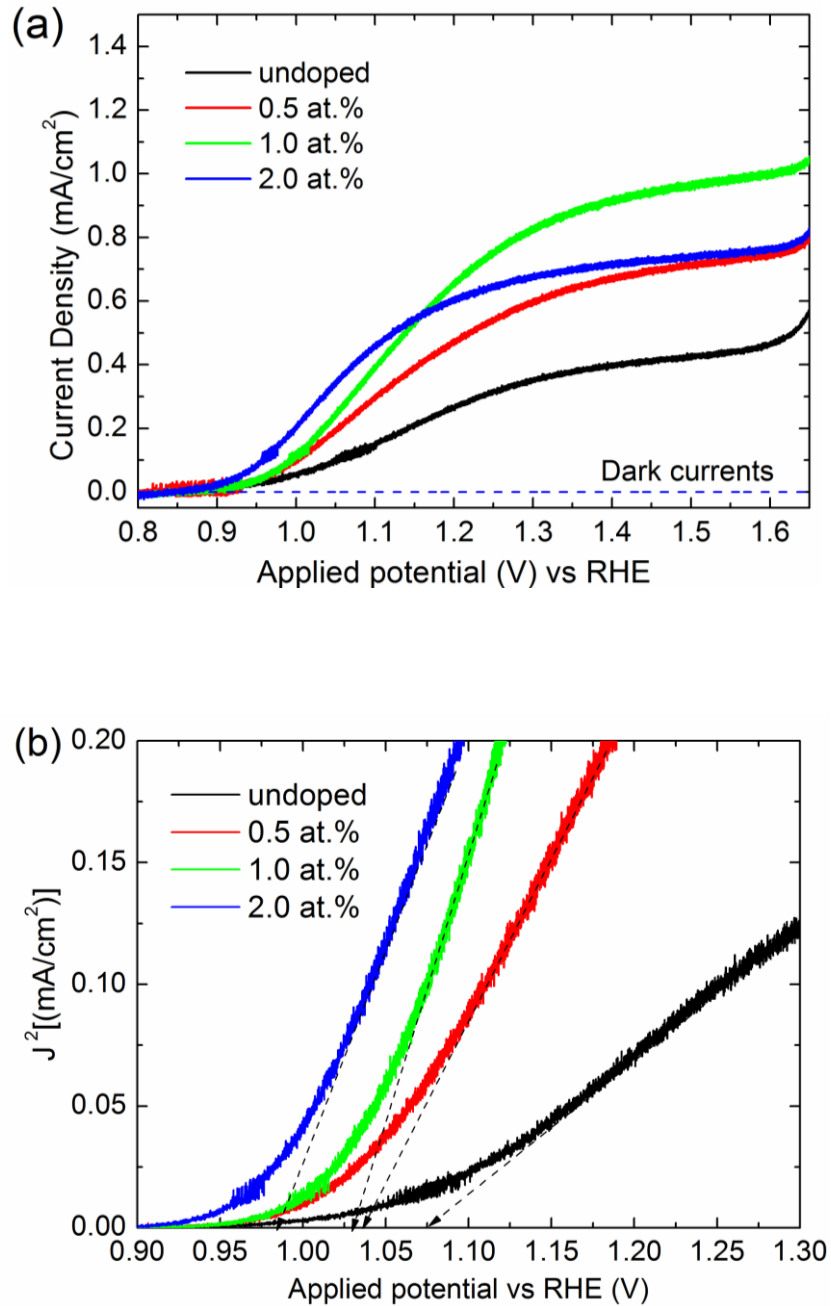 (a)
1.4
1.2
1.0
0.8
0.6
0.4
0.2
0.0
Current Density (mA/cm²)
undoped
0.5 at.%
1.0 at.%
2.0 at.%
Dark currents
0.8 0.9 1.0 1.1 1.2 1.3 1.4 1.5 1.6
Applied potential (V) vs RHE
(b)
0.20
0.15
0.10
0.05
0.00
J²[(mA/cm²)]
undoped
0.5 at.%
1.0 at.%
2.0 at.%
0.90 0.95 1.00 1.05 1.10 1.15 1.20 1.25 1.30
Applied potential vs RHE (V)